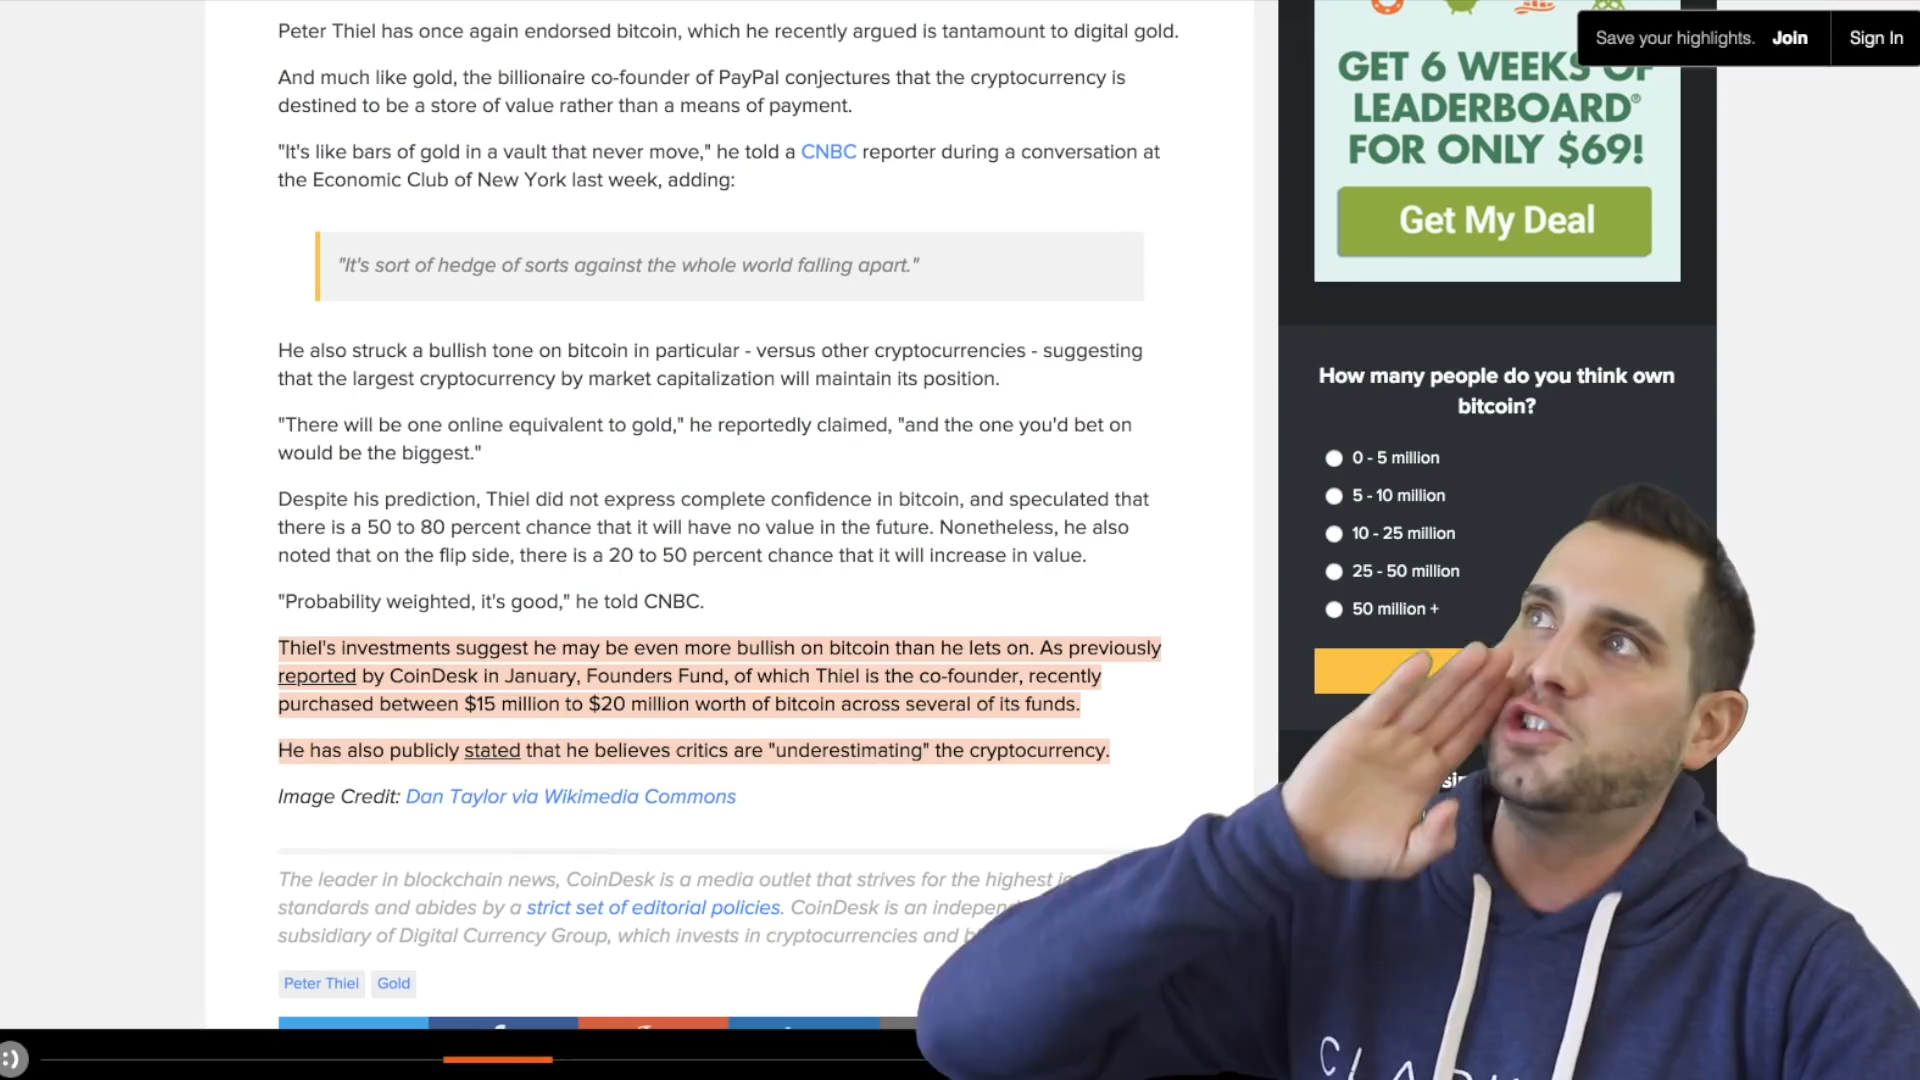 Peter Thiel has once again endorsed bitcoin, which he recently argued is tantamount to digital gold.
And much like gold, the billionaire co-founder of PayPal conjectures that the cryptocurrency is
destined to be a store of value rather than a means of payment.
"It's like bars of gold in a vault that never move," he told a CNBC reporter during a conversation at
the Economic Club of New York last week, adding:
"It's sort of hedge of sorts against the whole world falling apart."
He also struck a bullish tone on bitcoin in particular - versus other cryptocurrencies - suggesting
that the largest cryptocurrency by market capitalization will maintain its position.
"There will be one online equivalent to gold," he reportedly claimed, "and the one you'd bet on
would be the biggest."
Despite his prediction, Thiel did not express complete confidence in bitcoin, and speculated that
there is a 50 to 80 percent chance that it will have no value in the future. Nonetheless, he also
noted that on the flip side, there is a 20 to 50 percent chance that it will increase in value.
"Probability weighted, it's good," he told CNBC.
Thiel's investments suggest he may be even more bullish on bitcoin than he lets on. As previously
reported by CoinDesk in January, Founders Fund, of which Thiel is the co-founder, recently
purchased between $15 million to $20 million worth of bitcoin across several of its funds.
He has also publicly stated that he believes critics are "underestimating" the cryptocurrency.
Image Credit: Dan Taylor via Wikimedia Commons
The leader in blockchain news, CoinDesk is a media outlet that strives for the highest
standards and abides by a strict set of editorial policies. CoinDesk is an
subsidiary of Digital Currency Group, which invests in cryptocurrencies and
Peter Thiel Gold
Save your highlights. Join Sign In
GET 6 WEEKS OF
LEADERBOARD®
FOR ONLY $69!
Get My Deal
How many people do you think own
bitcoin?
0 - 5 million
5 - 10 million
10 - 25 million
25 - 50 million
50 million +